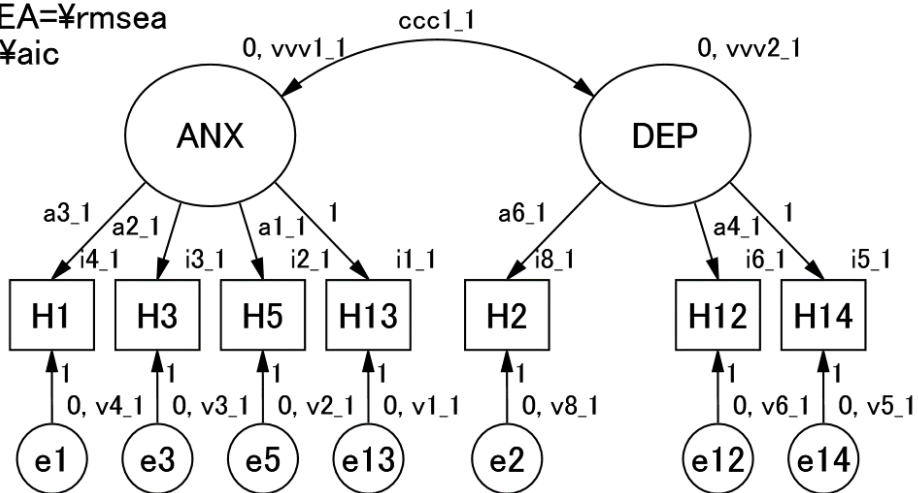 EA=¥rmsea
¥aic
ccc1_1
0, vvv1_1
0, vvv2_1
ANX
DEP
a3_1
a2_1
a1_1
1
a6_1
a4_1
1
i4_1
i3_1
i2_1
i1_1
i8_1
i6_1
i5_1
H1
H3
H5
H13
H2
H12
H14
1
1
1
1
1
1
1
0, v4_1
0, v3_1
0, v2_1
0, v1_1
0, v8_1
0, v6_1
0, v5_1
e1
e3
e5
e13
e2
e12
e14